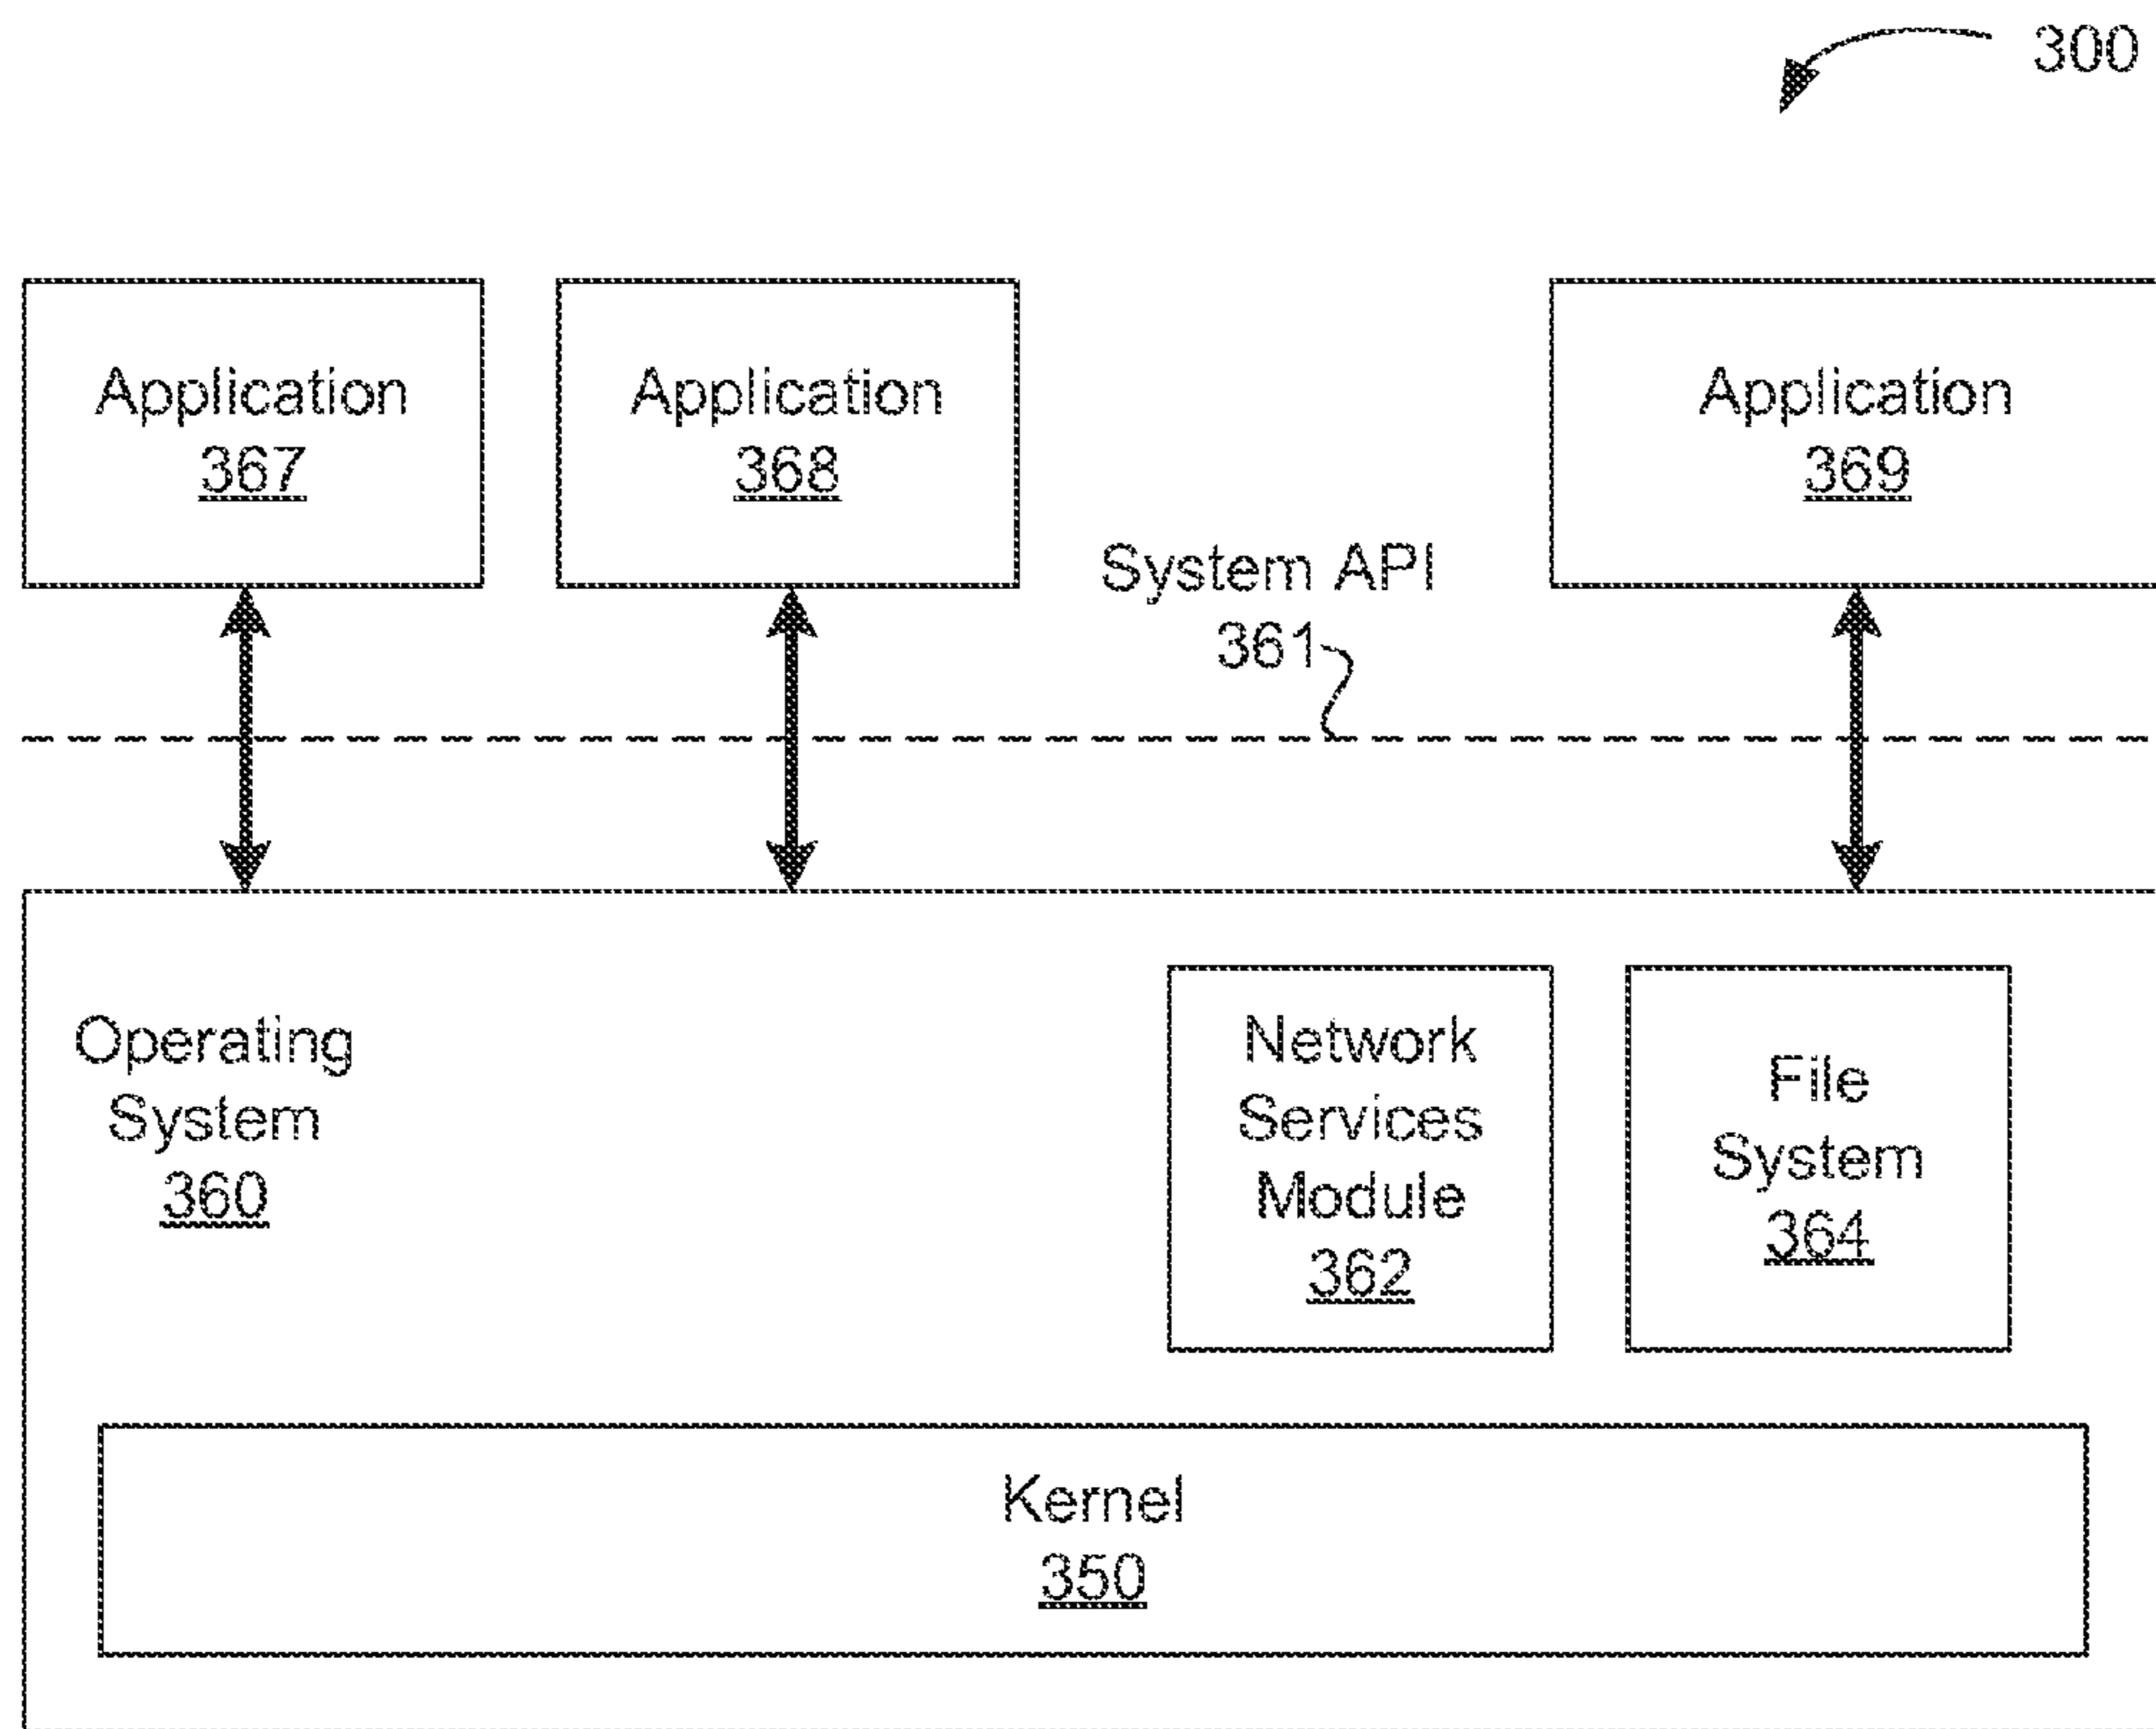 300
Application
367
Application
368
Application
369
System API
361
Operating
System
360
Network
Services
Module
362
File
System
364
Kernel
350